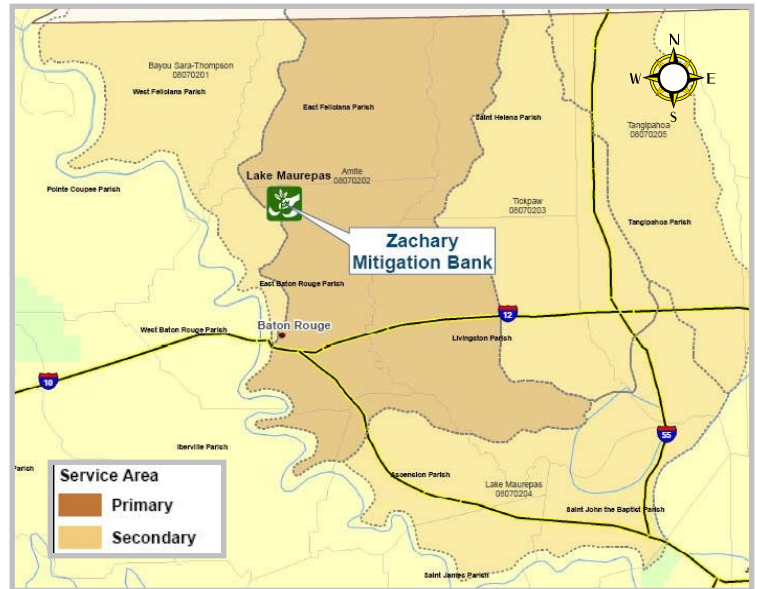 N
W
E
S
Bayou Sara-Thompson
08070201
West Feliciana Parish
East Feliciana Parish
Saint Helena Parish
Tangipahoa
08070205
Lake Maurepas
Amite
08070202
Pointe Coupee Parish
Tickpaw
08070203
Tangipahoa Parish
Zachary
Mitigation Bank
East Baton Rouge Parish
12
West Baton Rouge Parish
Baton Rouge
Livingston Parish
10
55
Iberville Parish
Parish
Ascension Parish
Lake Maurepas
08070204
Saint John the Baptist Parish
Saint James Parish
Service Area
Primary
Secondary